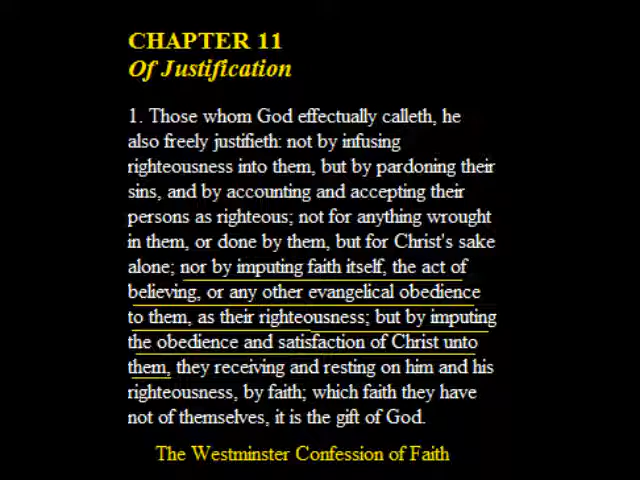 CHAPTER 11
Of Justification
1. Those whom God effectually calleth, he
also freely justifieth: not by infusing
righteousness into them, but by pardoning their
sins, and by accounting and accepting their
persons as righteous; not for anything wrought
in them, or done by them, but for Christ's sake
alone; nor by imputing faith itself, the act of
believing, or any other evangelical obedience
to them, as their righteousness; but by imputing
the obedience and satisfaction of Christ unto
them, they receiving and resting on him and his
righteousness, by faith; which faith they have
not of themselves, it is the gift of God.
The Westminster Confession of Faith